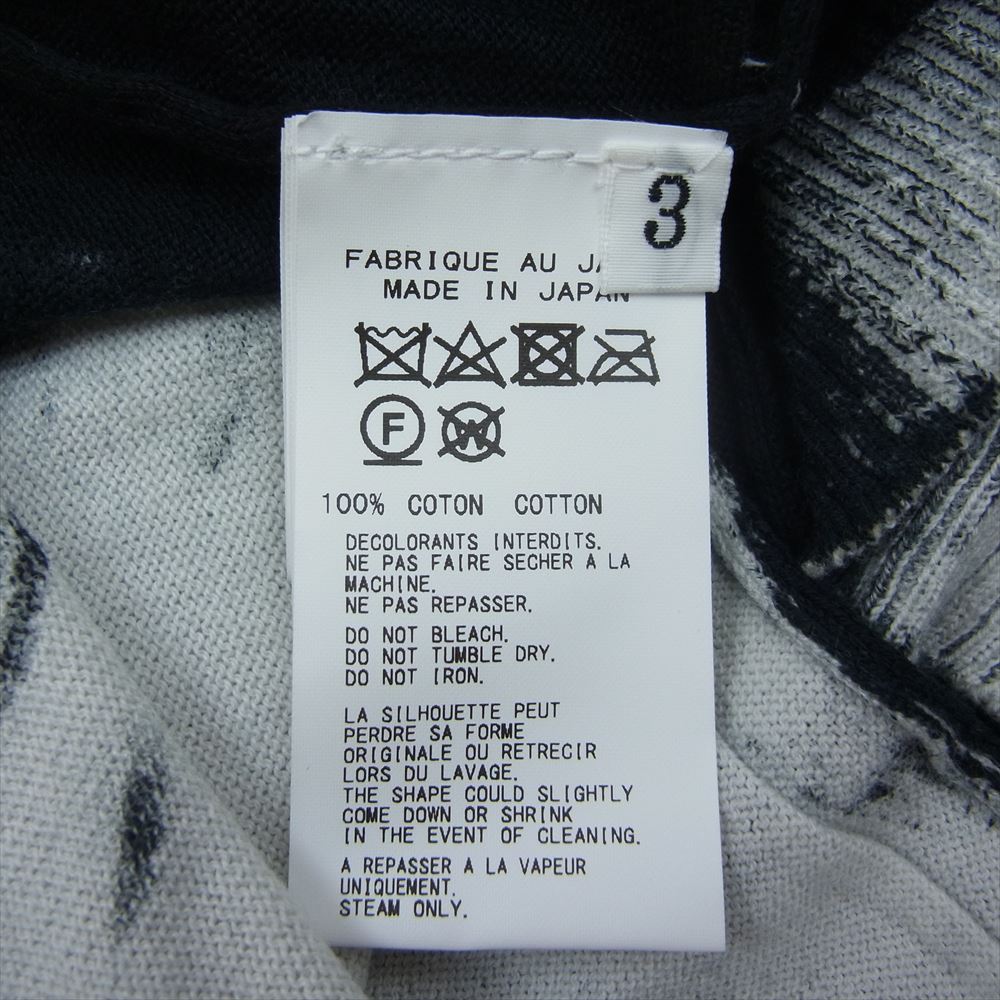 3
FABRIQUE AU
MADE IN JAPAN
F
W
100% COTON COTTON
DECOLORANTS INTERDITS.
NE PAS FAIRE SECHER A LA
MACHINE.
NE PAS REPASSER.
DO NOT BLEACH.
DO NOT TUMBLE DRY.
DO NOT IRON.
LA SILHOUETTE PEUT
PERDRE SA FORME
ORIGINALE OU RETRECIR
LORS DU LAVAGE.
THE SHAPE COULD SLIGHTLY
COME DOWN OR SHRINK
IN THE EVENT OF CLEANING.
A REPASSER A LA VAPEUR
UNIQUEMENT.
STEAM ONLY.